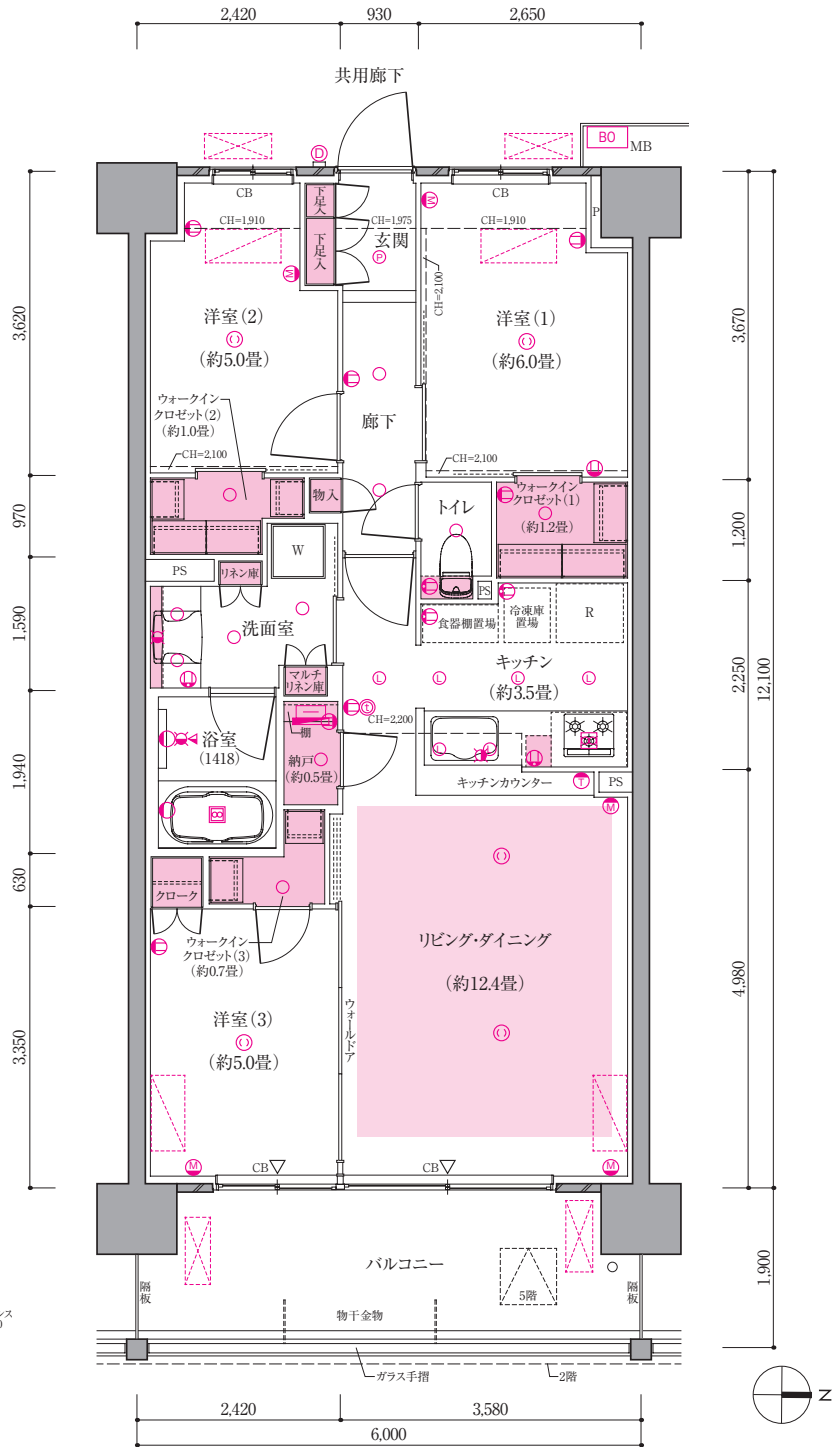 2,420
930
2,650
共用廊下
BO
MB
D
CB
CB
下足入
M
P
CH=1,910
CH=1,975
CH=1,910
下足入
玄関
P
M
CH=2,100
3,620
3,670
洋室(2)
(約5.0畳)
洋室(1)
(約6.0畳)
ウォークイン
クロゼット(2)
(約1.0畳)
廊下
CH=2,100
CH=2,100
970
物入
トイレ
ウォークイン
クロゼット(1)
(約1.2畳)
1,200
W
PS
リネン庫
PS
食器棚置場
冷凍庫
置場
R
1,590
洗面室
キッチン
(約3.5畳)
2,250
12,100
マルチ
リネン庫
L
L
L
L
t
CH=2,200
棚
浴室
(1418)
納戸
(約0.5畳)
L
L
1,940
キッチンカウンター
T
PS
M
B
630
クローク
ウォークイン
クロゼット(3)
(約0.7畳)
リビング・ダイニング
(約12.4畳)
4,980
洋室(3)
(約5.0畳)
ウォールドア
3,350
M
CB
CB
M
バルコニー
1,900
隔板
隔板
5階
物干金物
ンス
ガラス手摺
2階
N
2,420
3,580
6,000